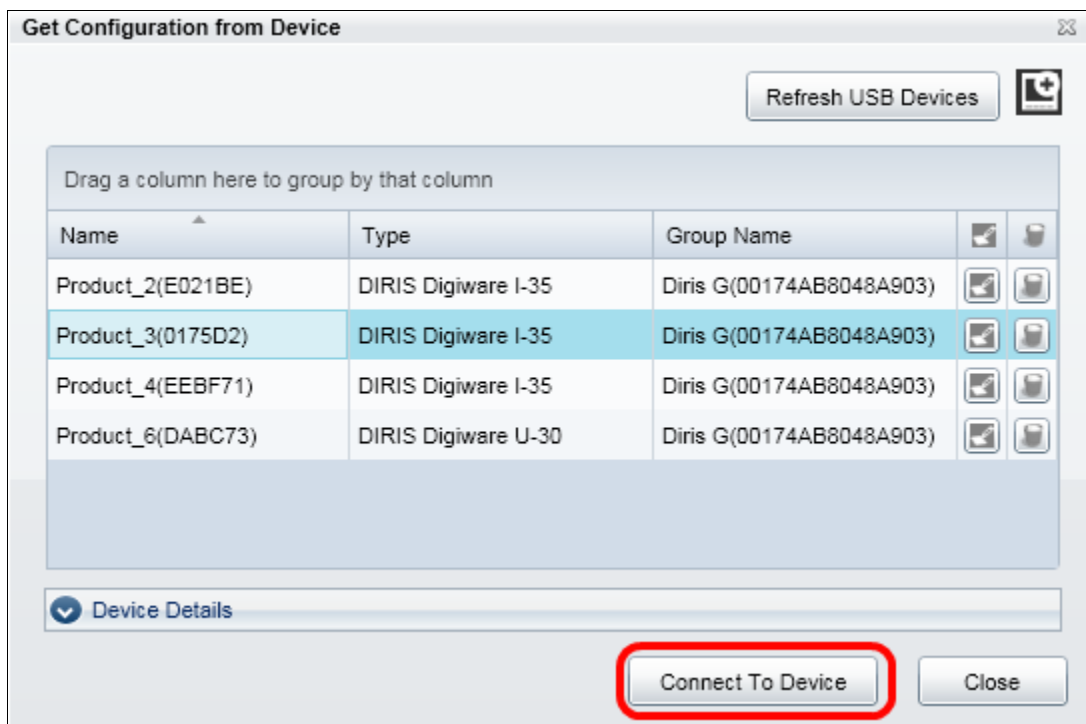 Get Configuration from Device
Refresh USB Devices
Drag a column here to group by that column
Name Type Group Name
Product_2(E021BE) DIRIS Digiware I-35 Diris G(00174AB8048A903)
Product_3(0175D2) DIRIS Digiware I-35 Diris G(00174AB8048A903)
Product_4(EEBF71) DIRIS Digiware I-35 Diris G(00174AB8048A903)
Product_6(DABC73) DIRIS Digiware U-30 Diris G(00174AB8048A903)
Device Details
Connect To Device Close